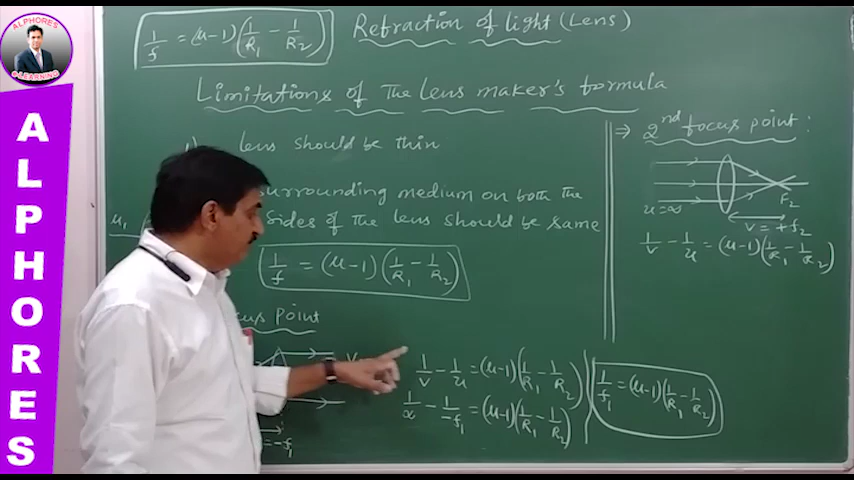 ALPHORES
e-LEARNING
ALPHORES
1/f = (μ-1)(1/R1 - 1/R2)
Refraction of light (Lens)
Limitations of the Lens maker's formula
lens should be thin
surrounding medium on both the
sides of the lens should be same
μ1
1/f = (μ-1)(1/R1 - 1/R2)
Point
V
= -f1
1/v - 1/u = (μ-1)(1/R1 - 1/R2)
1/∝ - 1/-f1 = (μ-1)(1/R1 - 1/R2)
1/f1 = (μ-1)(1/R1 - 1/R2)
⇒ 2nd focus point:
F2
u=∞
v = +f2
1/v - 1/u = (μ-1)(1/R1 - 1/R2)